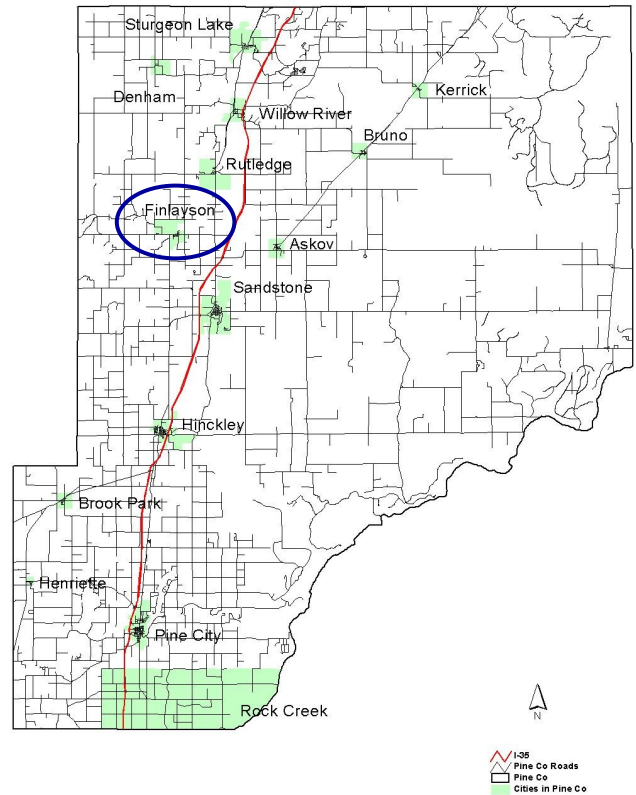 Sturgeon Lake
Denham
Kerrick
Willow River
Bruno
Rutledge
Finlayson
Askov
Sandstone
Hinckley
Brook Park
Henriette
Pine City
Rock Creek
N
I-35
Pine Co Roads
Pine Co
Cities in Pine Co